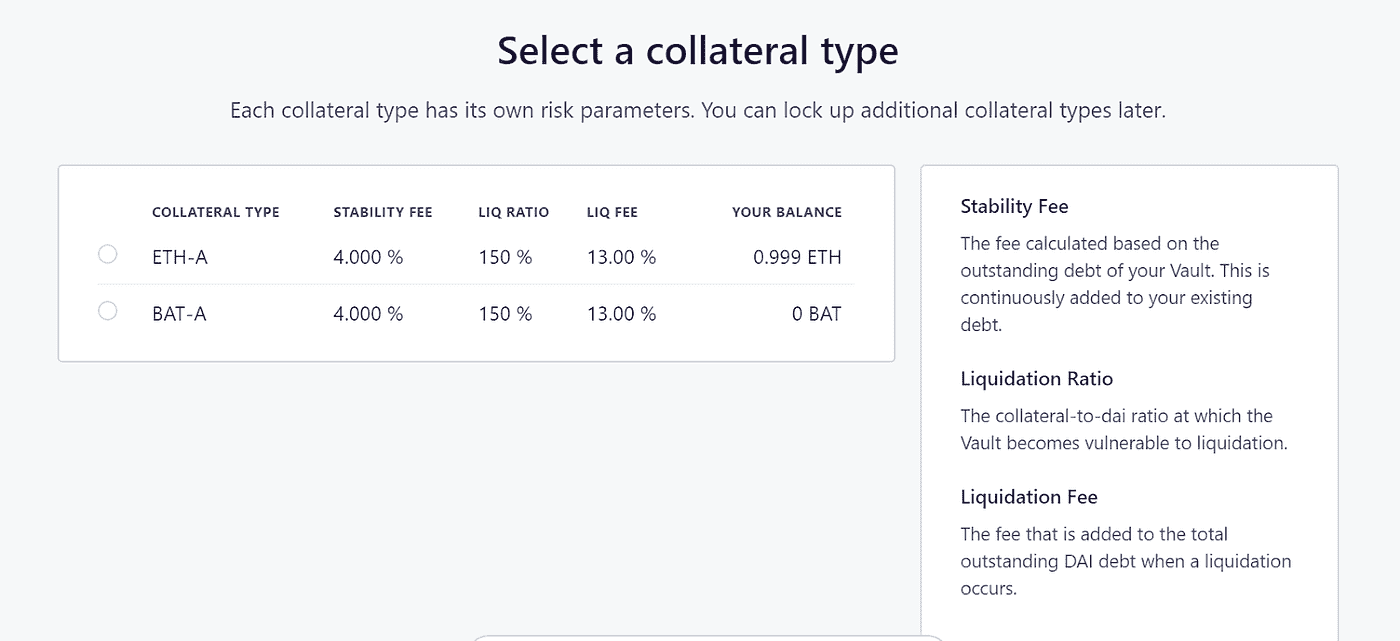 Select a collateral type
Each collateral type has its own risk parameters. You can lock up additional collateral types later.
COLLATERAL TYPE STABILITY FEE LIQ RATIO LIQ FEE YOUR BALANCE
ETH-A 4.000 % 150 % 13.00 % 0.999 ETH
BAT-A 4.000 % 150 % 13.00 % 0 BAT
Stability Fee
The fee calculated based on the
outstanding debt of your Vault. This is
continuously added to your existing
debt.
Liquidation Ratio
The collateral-to-dai ratio at which the
Vault becomes vulnerable to liquidation.
Liquidation Fee
The fee that is added to the total
outstanding DAI debt when a liquidation
occurs.